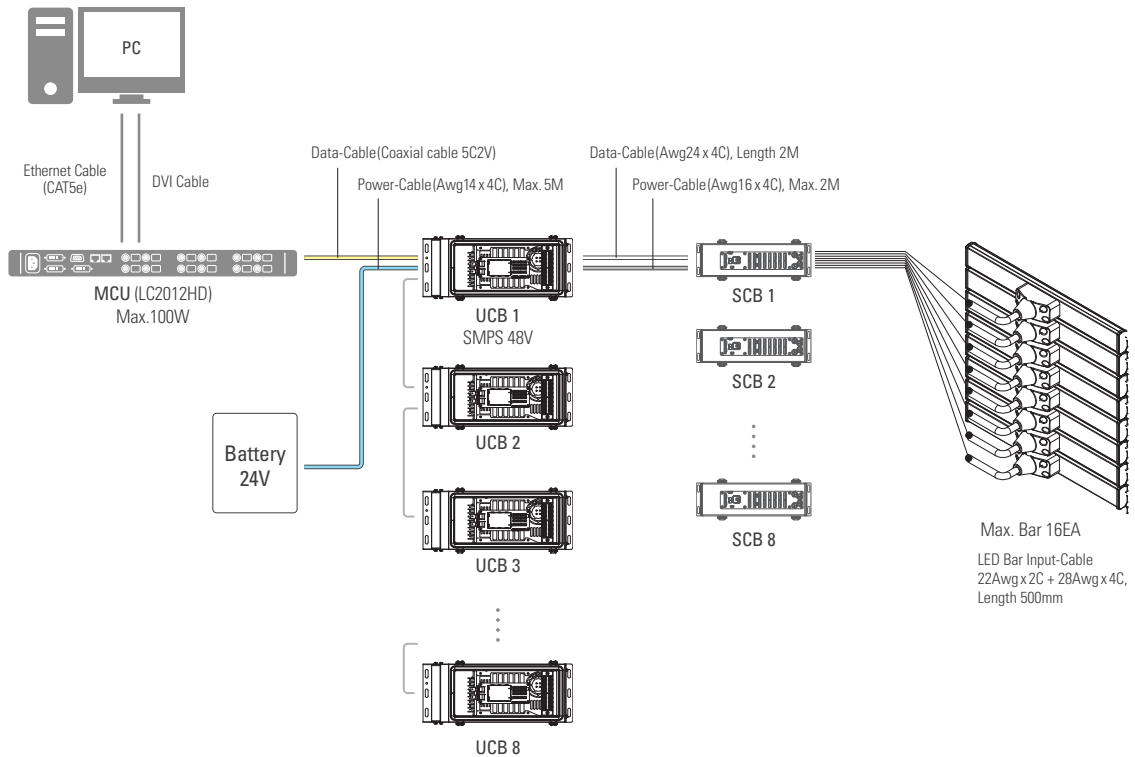 PC
Ethernet Cable
(CAT5e)
DVI Cable
Data-Cable(Coaxial cable 5C2V)
Power-Cable(Awg14 x 4C), Max. 5M
Data-Cable(Awg24 x 4C), Length 2M
Power-Cable(Awg16 x 4C), Max. 2M
MCU (LC2012HD)
Max.100W
UCB 1
SMPS 48V
SCB 1
SCB 2
UCB 2
Battery
24V
SCB 8
UCB 3
Max. Bar 16EA
LED Bar Input-Cable
22Awg x 2C + 28Awg x 4C,
Length 500mm
UCB 8